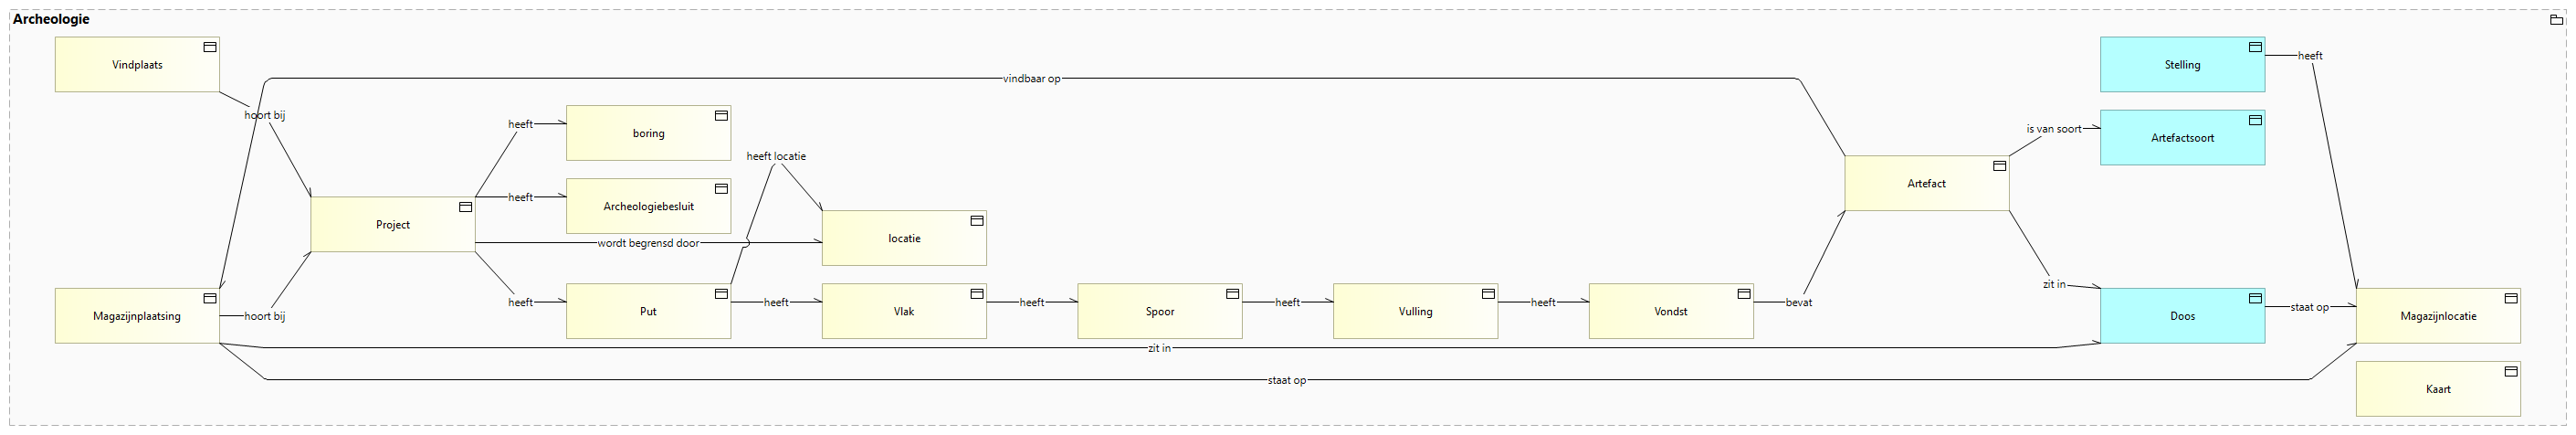 Archeologie
Vindplaats
Stelling
heeft
vindbaar op
hoort bij
heeft
boring
is van soort
Artefactsoort
heeft locatie
Artefact
heeft
Archeologiebesluit
Project
locatie
wordt begrensd door
zit in
heeft
Put
heeft
Vlak
heeft
Spoor
heeft
Vulling
heeft
Vondst
bevat
Magazijnplaatsing
hoort bij
Doos
staat op
Magazijnlocatie
zit in
staat op
Kaart